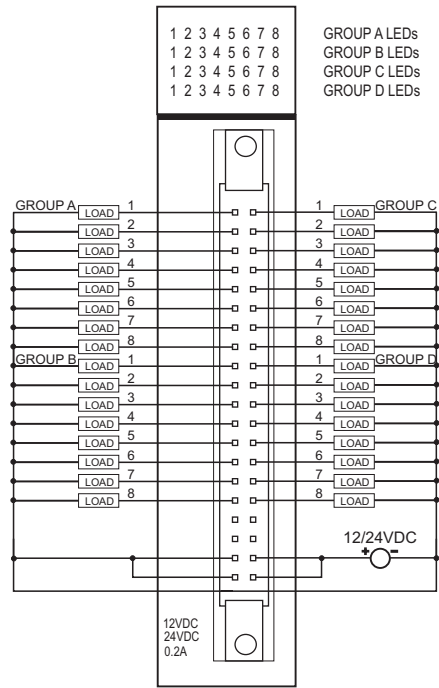 1 2 3 4 5 6 7 8 GROUP A LEDs
1 2 3 4 5 6 7 8 GROUP B LEDs
1 2 3 4 5 6 7 8 GROUP C LEDs
1 2 3 4 5 6 7 8 GROUP D LEDs
GROUP A LOAD 1 1 LOAD GROUP C
LOAD 2 2 LOAD
LOAD 3 3 LOAD
LOAD 4 4 LOAD
LOAD 5 5 LOAD
LOAD 6 6 LOAD
LOAD 7 7 LOAD
LOAD 8 8 LOAD
GROUP B LOAD 1 1 LOAD GROUP D
LOAD 2 2 LOAD
LOAD 3 3 LOAD
LOAD 4 4 LOAD
LOAD 5 5 LOAD
LOAD 6 6 LOAD
LOAD 7 7 LOAD
LOAD 8 8 LOAD
12/24VDC
+ -
12VDC
24VDC
0.2A